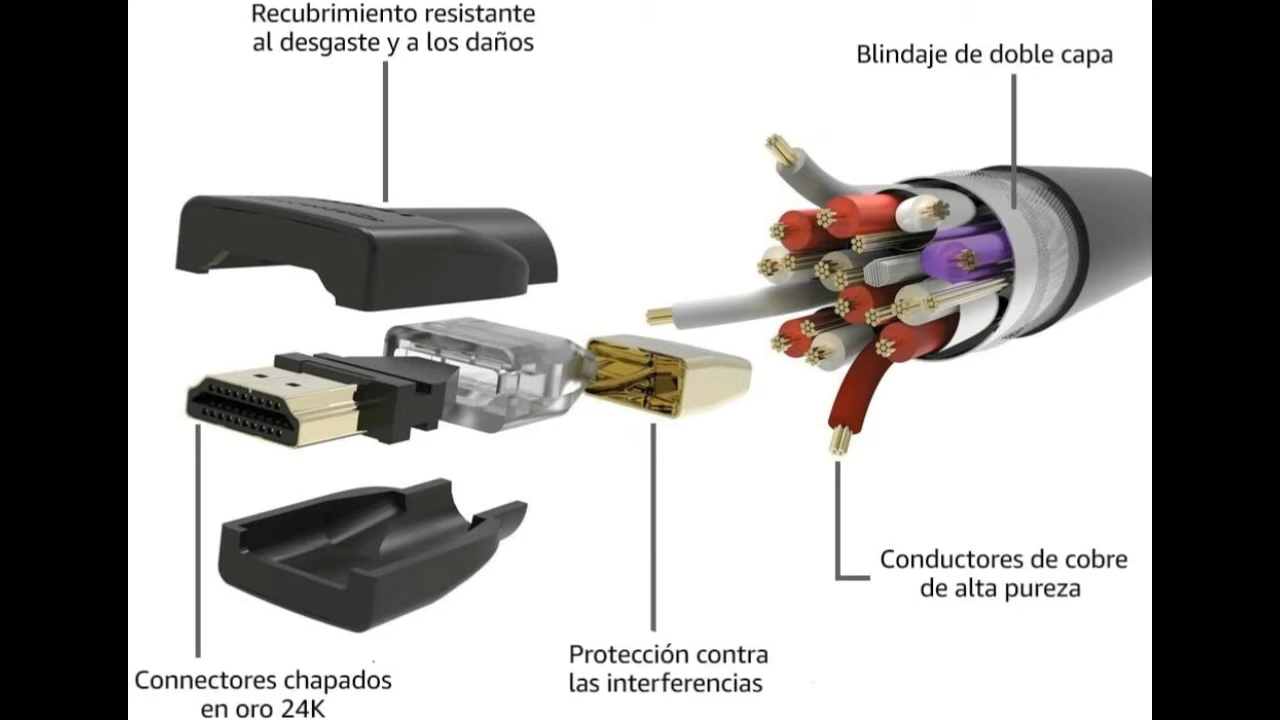 Recubrimiento resistante
al desgaste y a los daños
Blindaje de doble capa
Conductores de cobre
de alta pureza
Protección contra
las interferencias
Connectores chapados
en oro 24K